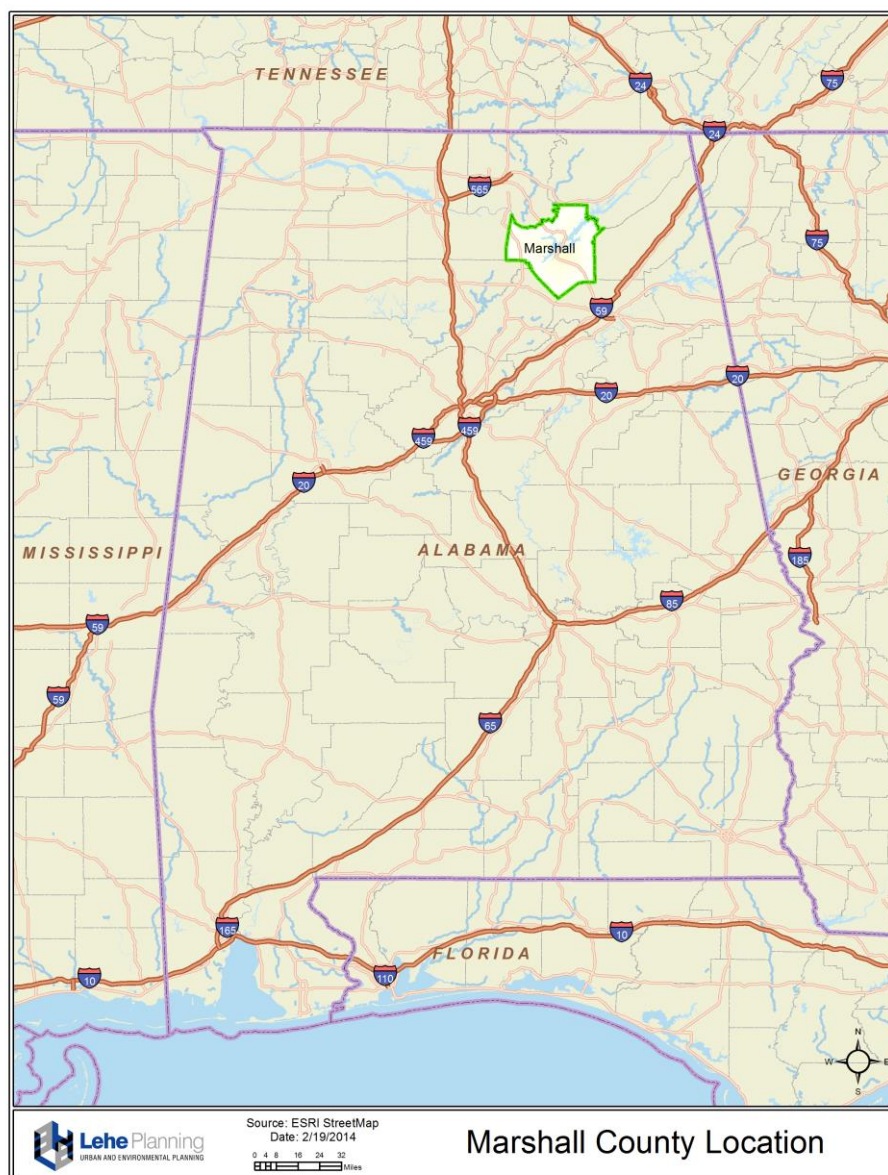 TENNESSEE
24
75
24
565
75
Marshall
59
20
20
459
459
20
GEORGIA
MISSISSIPPI
ALABAMA
185
85
59
59
65
165
10
FLORIDA
10
110
N
W E
S
Lehe Planning
URBAN AND ENVIRONMENTAL PLANNING
Source: ESRI StreetMap
Date: 2/19/2014
0 4 8 16 24 32
Miles
Marshall County Location